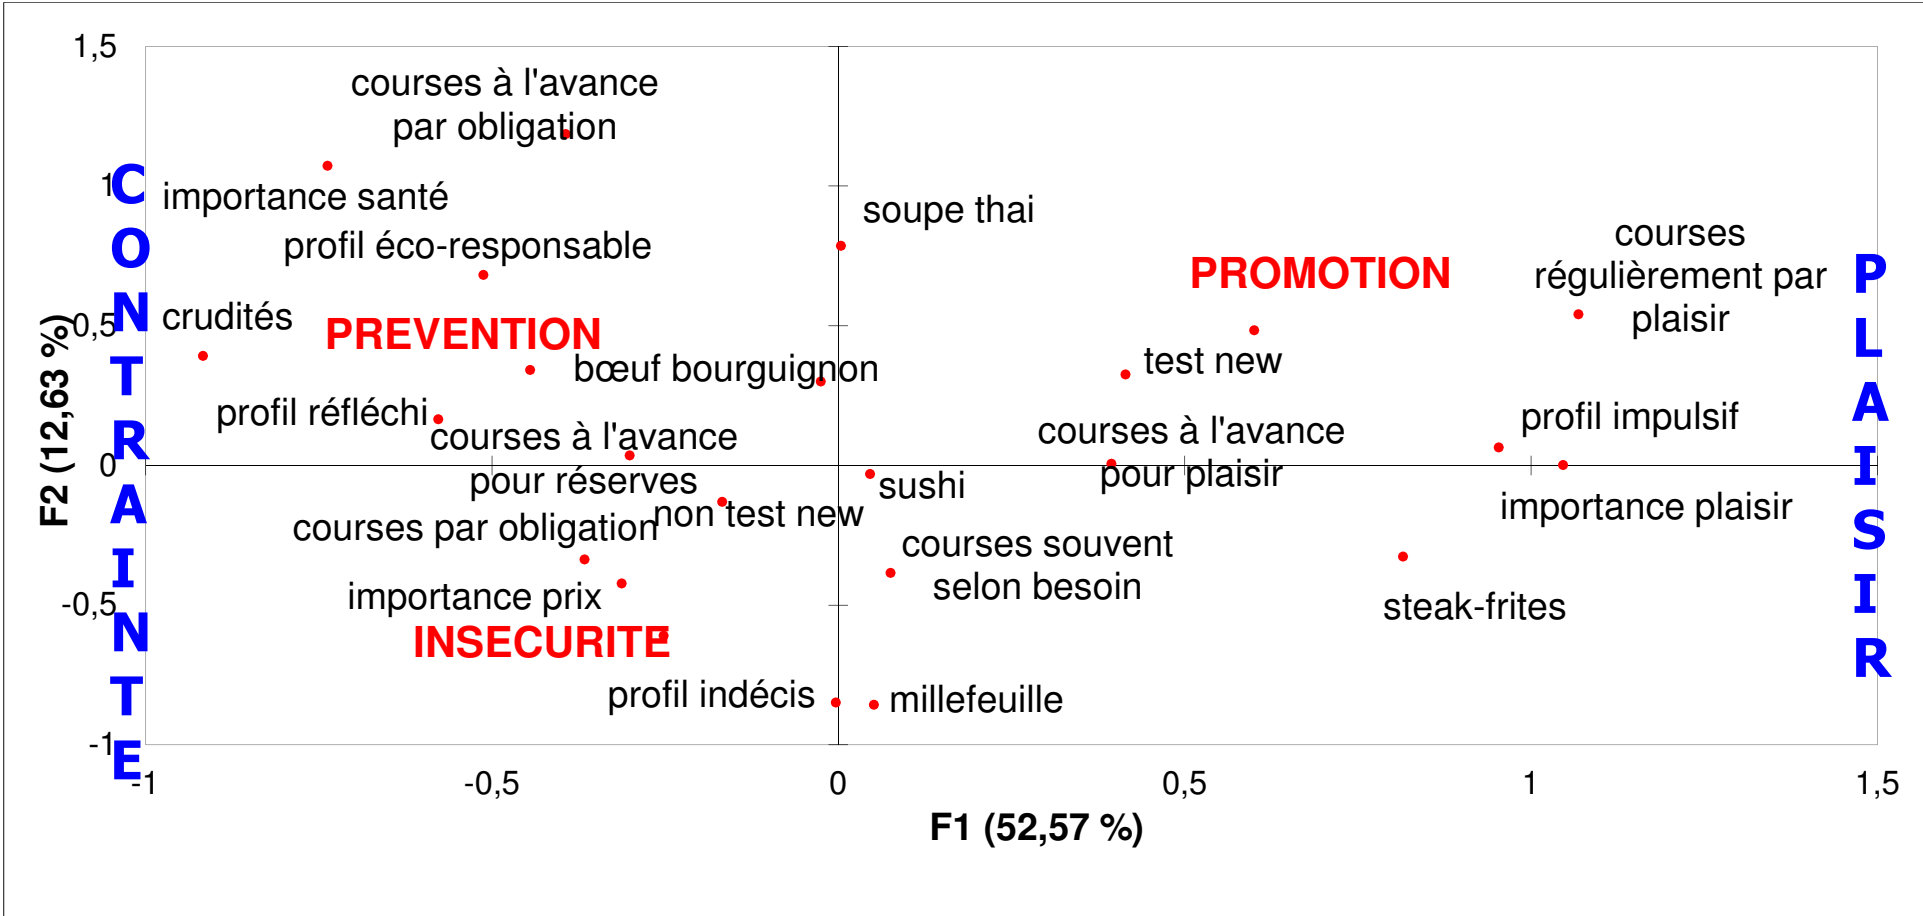 1,5
courses à l'avance
par obligation
1
importance santé
soupe thai
profil éco-responsable
courses
régulièrement par
plaisir
PROMOTION
crudités
0,5
PREVENTION
test new
bœuf bourguignon
profil réfléchi
profil impulsif
courses à l'avance
pour réserves
courses à l'avance
pour plaisir
0
sushi
importance plaisir
non test new
courses par obligation
courses souvent
selon besoin
importance prix
-0,5
steak-frites
INSECURITE
profil indécis
millefeuille
-1
-1
-0,5
0
0,5
1
1,5
F1 (52,57 %)
F2 (12,63 %)
CONTRAINTE
PLAISIR